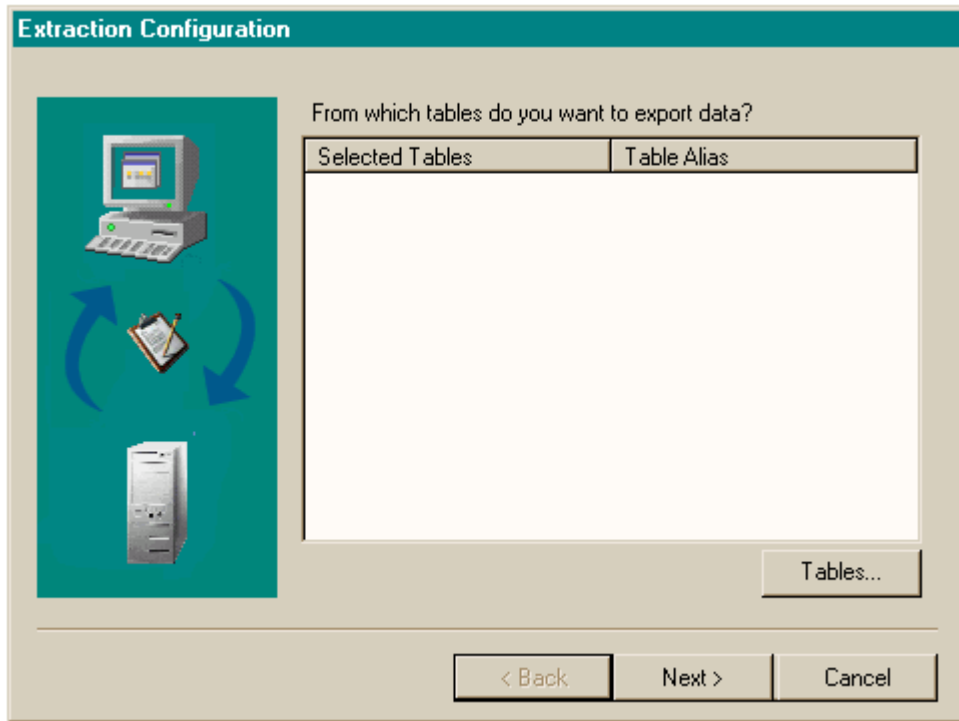 Extraction Configuration
From which tables do you want to export data?
Selected Tables Table Alias
Tables...
< Back Next > Cancel